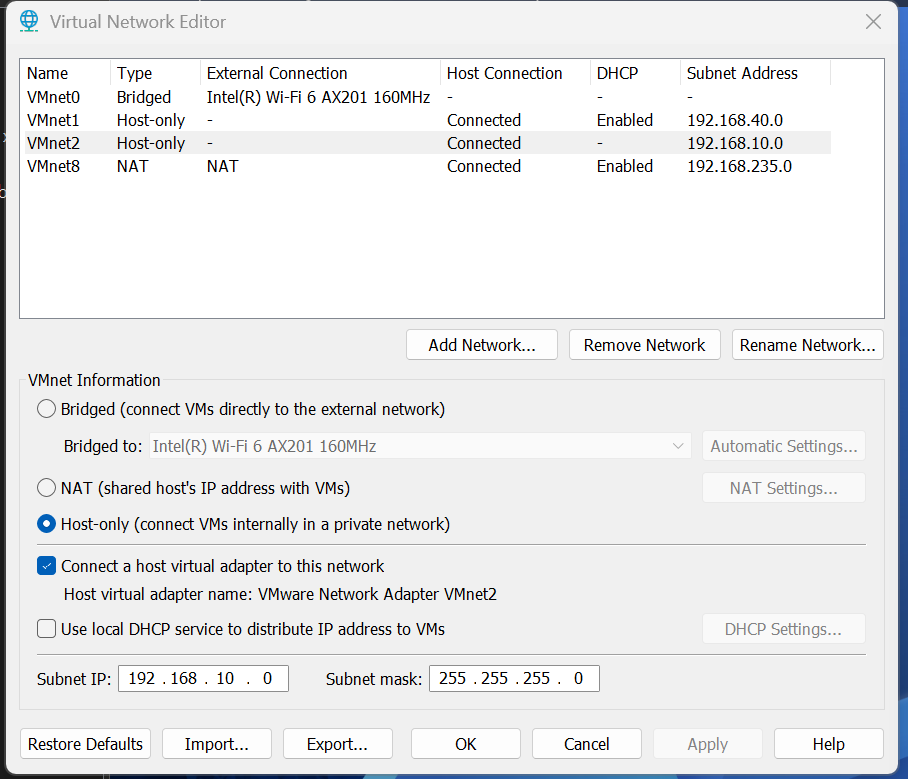 Virtual Network Editor
Name Type External Connection Host Connection DHCP Subnet Address
VMnet0 Bridged Intel(R) Wi-Fi 6 AX201 160MHz - - -
VMnet1 Host-only - Connected Enabled 192.168.40.0
VMnet2 Host-only - Connected - 192.168.10.0
VMnet8 NAT NAT Connected Enabled 192.168.235.0
Add Network... Remove Network Rename Network...
VMnet Information
Bridged (connect VMs directly to the external network)
Bridged to: Intel(R) Wi-Fi 6 AX201 160MHz Automatic Settings...
NAT (shared host's IP address with VMs) NAT Settings...
Host-only (connect VMs internally in a private network)
Connect a host virtual adapter to this network
Host virtual adapter name: VMware Network Adapter VMnet2
Use local DHCP service to distribute IP address to VMs DHCP Settings...
Subnet IP: 192 . 168 . 10 . 0 Subnet mask: 255 . 255 . 255 . 0
Restore Defaults Import... Export... OK Cancel Apply Help